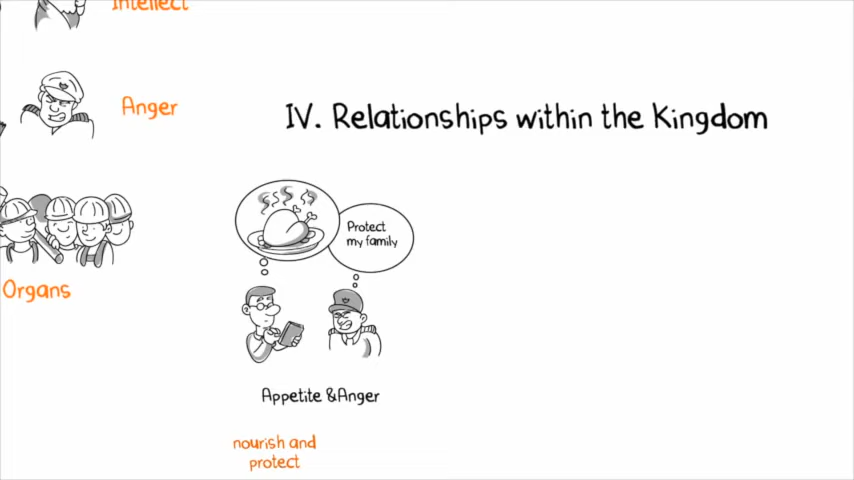 Intellect
Anger
IV. Relationships within the Kingdom
Protect
my family
Organs
Appetite &Anger
nourish and
protect